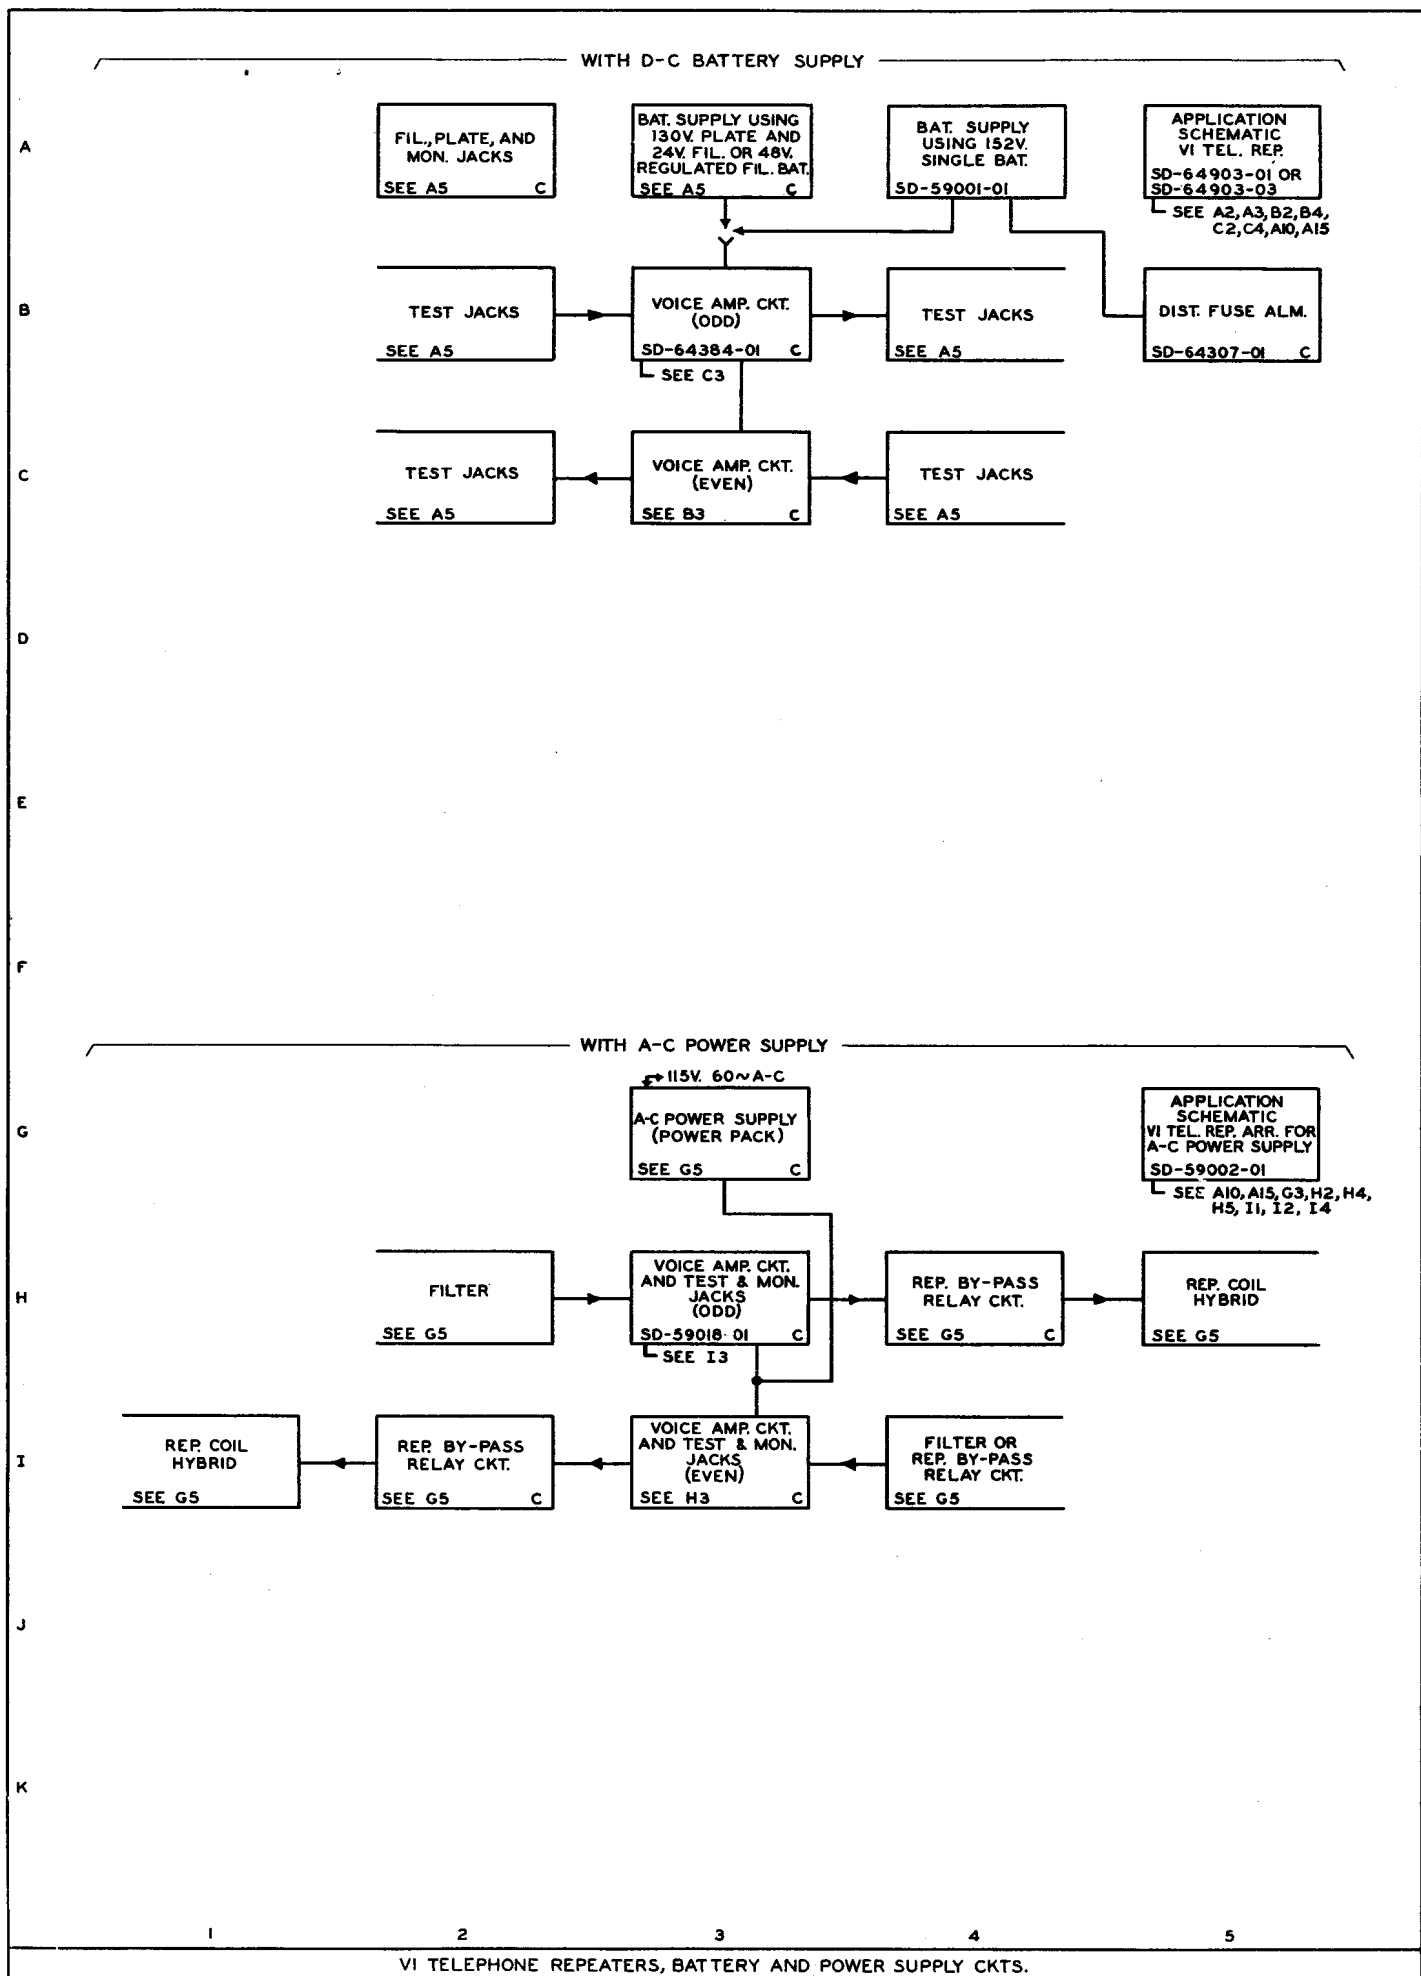 WITH D-C BATTERY SUPPLY
A
FIL., PLATE, AND
MON. JACKS
SEE A5 C
BAT. SUPPLY USING
130V. PLATE AND
24V. FIL. OR 48V.
REGULATED FIL. BAT.
SEE A5 C
BAT. SUPPLY
USING 152V.
SINGLE BAT.
SD-59001-01
APPLICATION
SCHEMATIC
V1 TEL. REP.
SD-64903-01 OR
SD-64903-03
SEE A2, A3, B2, B4,
C2, C4, A10, A15
B
TEST JACKS
SEE A5
VOICE AMP. CKT.
(ODD)
SD-64384-01 C
SEE C3
TEST JACKS
SEE A5
DIST. FUSE ALM.
SD-64307-01 C
C
TEST JACKS
SEE A5
VOICE AMP. CKT.
(EVEN)
SEE B3 C
TEST JACKS
SEE A5
D
E
F
WITH A-C POWER SUPPLY
115V. 60~ A-C
G
A-C POWER SUPPLY
(POWER PACK)
SEE G5 C
APPLICATION
SCHEMATIC
V1 TEL. REP. ARR. FOR
A-C POWER SUPPLY
SD-59002-01
SEE A10, A15, G3, H2, H4,
H5, I1, I2, I4
H
FILTER
SEE G5
VOICE AMP. CKT.
AND TEST & MON.
JACKS
(ODD)
SD-59018-01 C
SEE I3
REP. BY-PASS
RELAY CKT.
SEE G5 C
REP. COIL
HYBRID
SEE G5
I
REP. COIL
HYBRID
SEE G5
REP. BY-PASS
RELAY CKT.
SEE G5 C
VOICE AMP. CKT.
AND TEST & MON.
JACKS
(EVEN)
SEE H3 C
FILTER OR
REP. BY-PASS
RELAY CKT.
SEE G5
J
K
1 2 3 4 5
V1 TELEPHONE REPEATERS, BATTERY AND POWER SUPPLY CKTS.